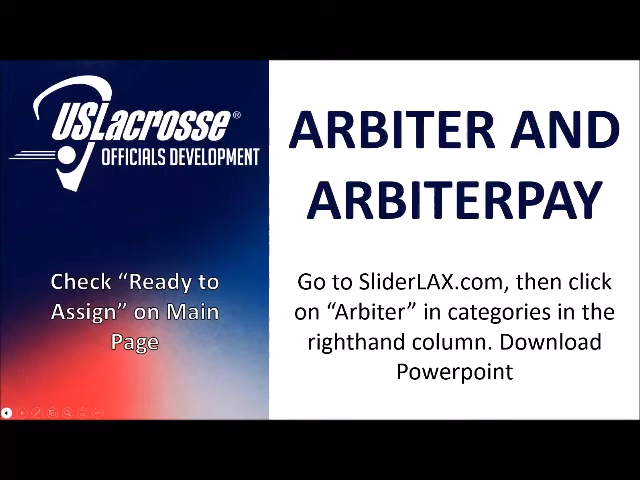 USLacrosse®
OFFICIALS DEVELOPMENT
Check “Ready to
Assign” on Main
Page
ARBITER AND
ARBITERPAY
Go to SliderLAX.com, then click
on “Arbiter” in categories in the
righthand column. Download
Powerpoint